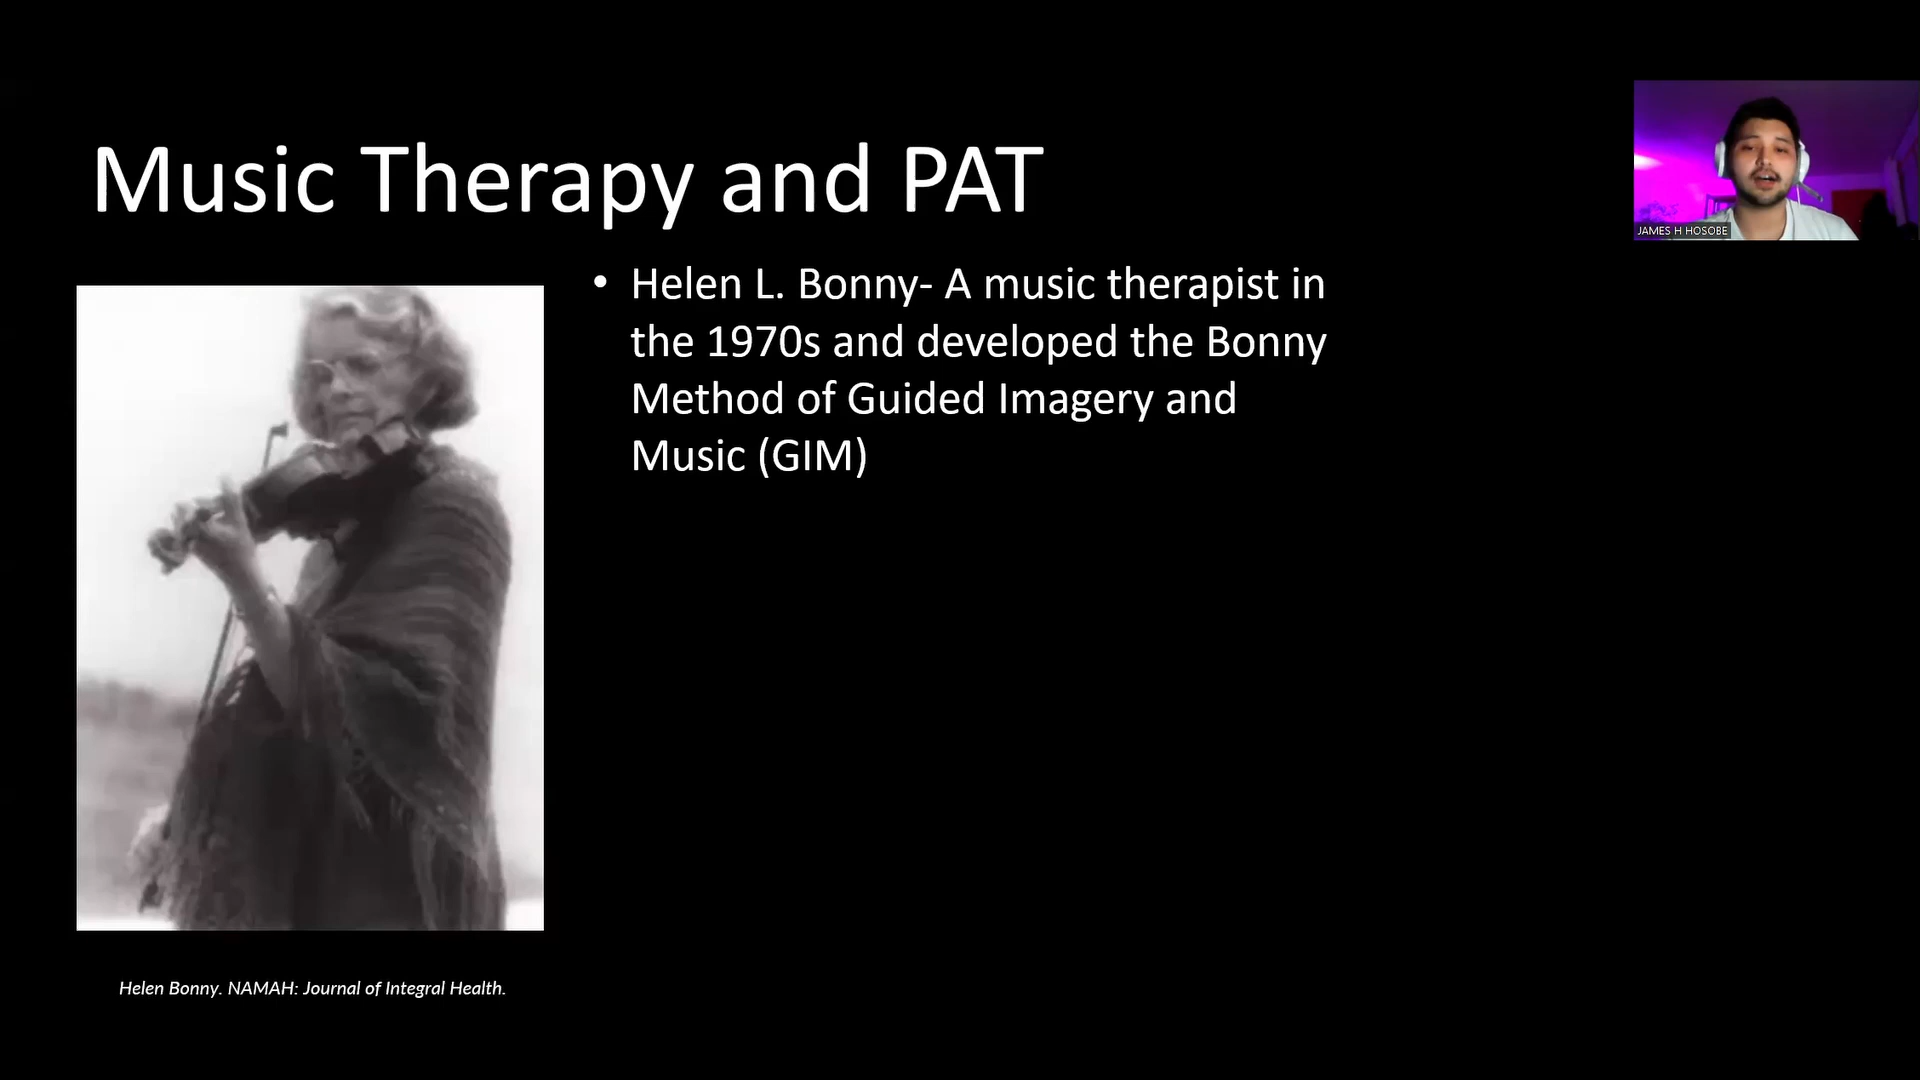 Music Therapy and PAT
JAMES H HOSOBE
• Helen L. Bonny- A music therapist in
the 1970s and developed the Bonny
Method of Guided Imagery and
Music (GIM)
Helen Bonny. NAMAH: Journal of Integral Health.